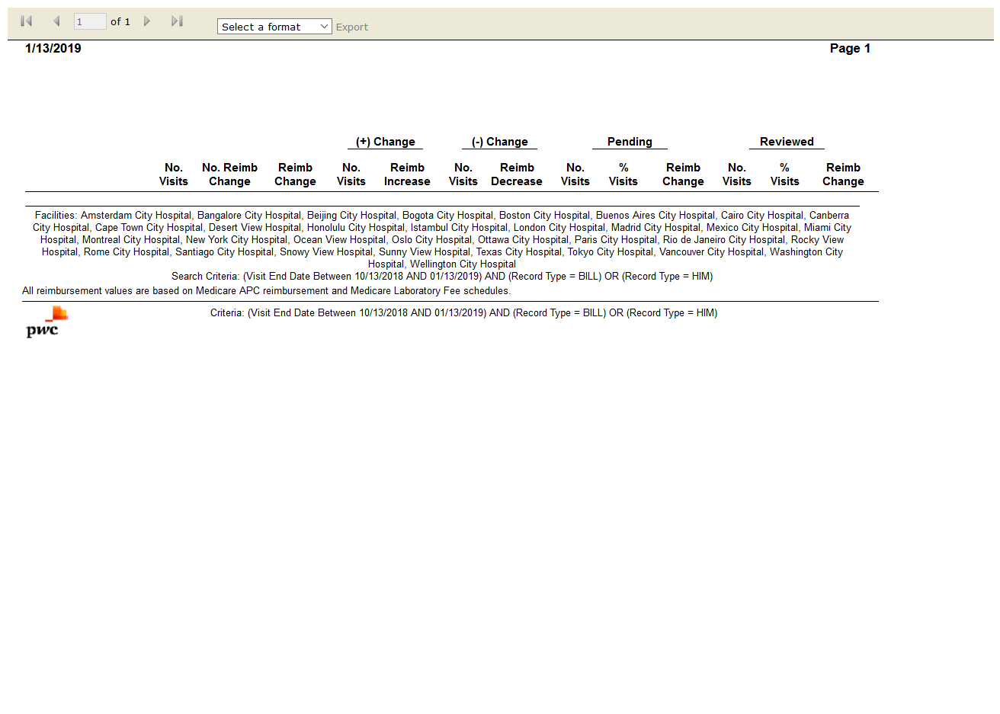 1 of 1 Select a format Export
1/13/2019 Page 1
(+) Change (-) Change Pending Reviewed
No. No. Reimb Reimb No. Reimb No. Reimb No. % Reimb No. % Reimb
Visits Change Change Visits Increase Visits Decrease Visits Visits Change Visits Visits Change
Facilities: Amsterdam City Hospital, Bangalore City Hospital, Beijing City Hospital, Bogota City Hospital, Boston City Hospital, Buenos Aires City Hospital, Cairo City Hospital, Canberra
City Hospital, Cape Town City Hospital, Desert View Hospital, Honolulu City Hospital, Istambul City Hospital, London City Hospital, Madrid City Hospital, Mexico City Hospital, Miami City
Hospital, Montreal City Hospital, New York City Hospital, Ocean View Hospital, Oslo City Hospital, Ottawa City Hospital, Paris City Hospital, Rio de Janeiro City Hospital, Rocky View
Hospital, Rome City Hospital, Santiago City Hospital, Snowy View Hospital, Sunny View Hospital, Texas City Hospital, Tokyo City Hospital, Vancouver City Hospital, Washington City
Hospital, Wellington City Hospital
Search Criteria: (Visit End Date Between 10/13/2018 AND 01/13/2019) AND (Record Type = BILL) OR (Record Type = HIM)
All reimbursement values are based on Medicare APC reimbursement and Medicare Laboratory Fee schedules.
Criteria: (Visit End Date Between 10/13/2018 AND 01/13/2019) AND (Record Type = BILL) OR (Record Type = HIM)
pwc